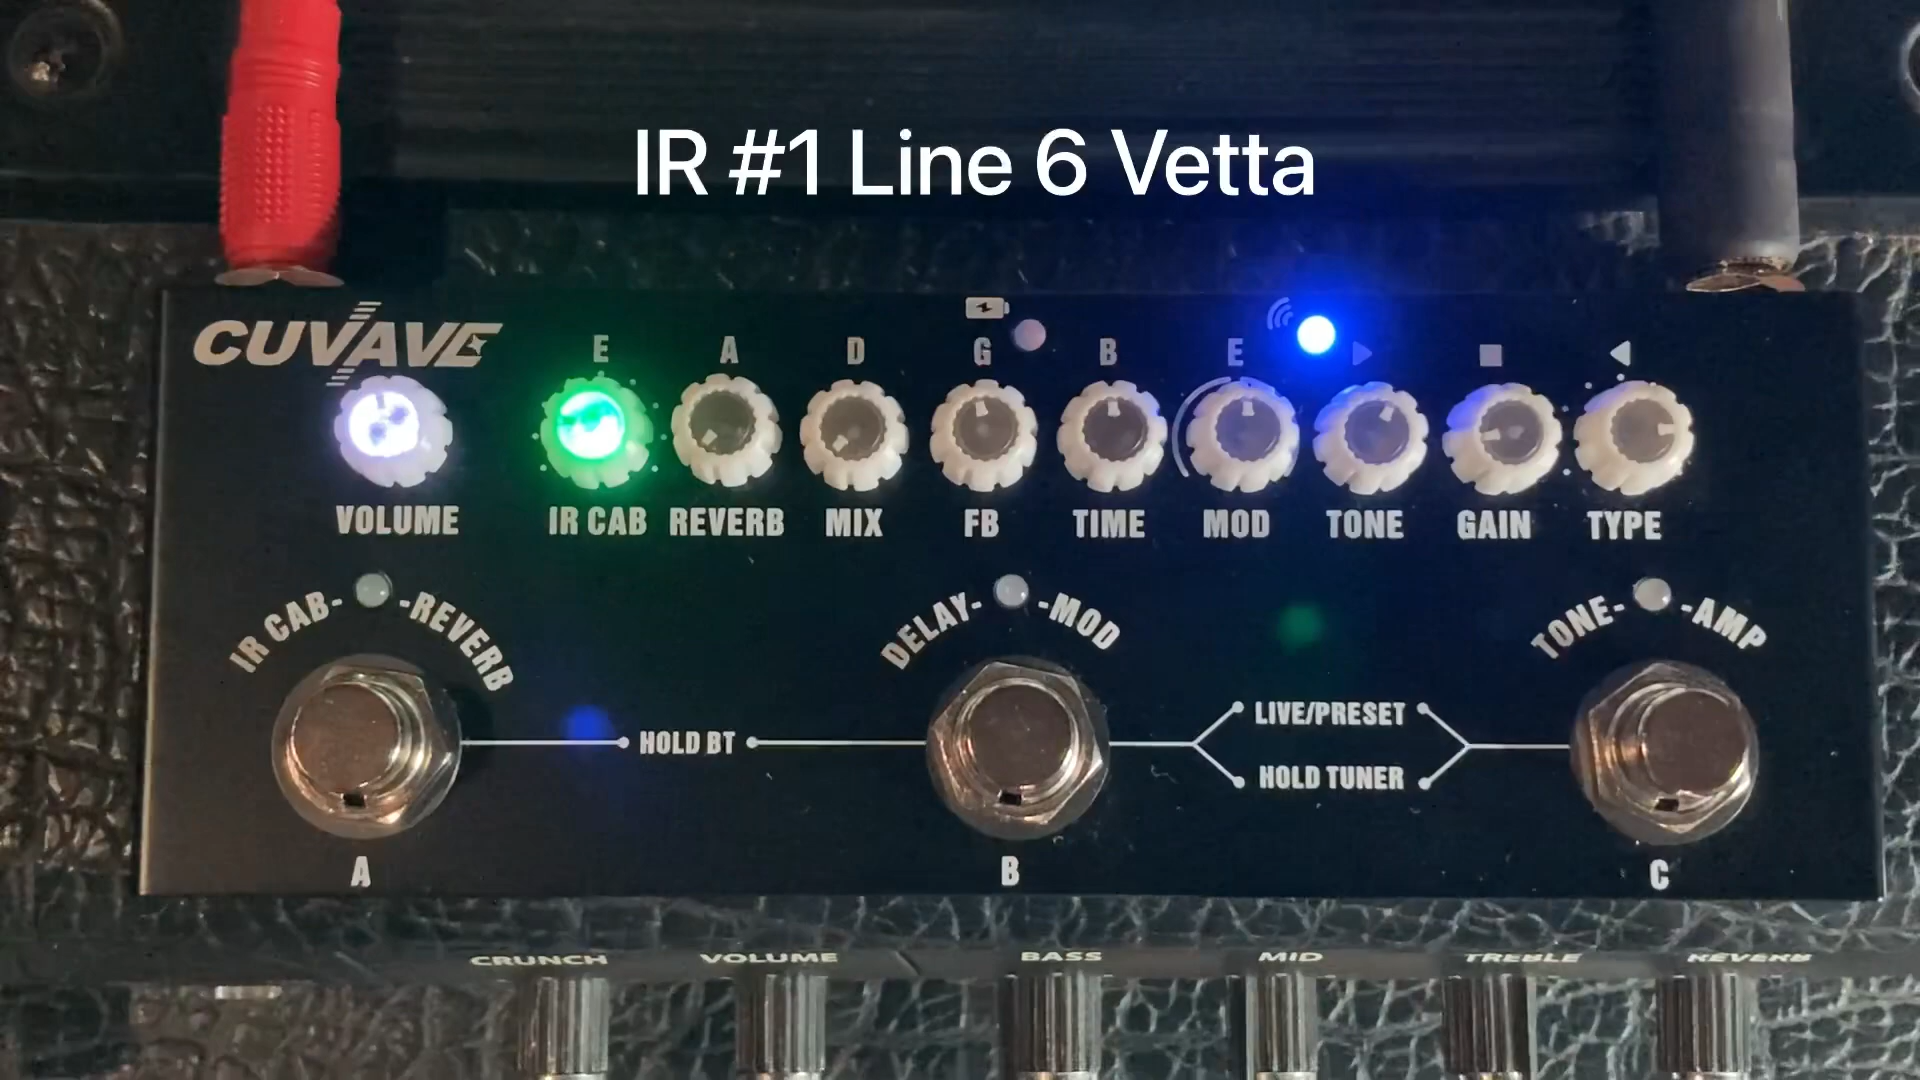 IR #1 Line 6 Vetta
CUVAVE
E A D G B E
VOLUME IR CAB REVERB MIX FB TIME MOD TONE GAIN TYPE
IR CAB- -REVERB DELAY- -MOD TONE- -AMP
HOLD BT
LIVE/PRESET
HOLD TUNER
A B C
CRUNCH VOLUME BASS MID TREBLE REVERB